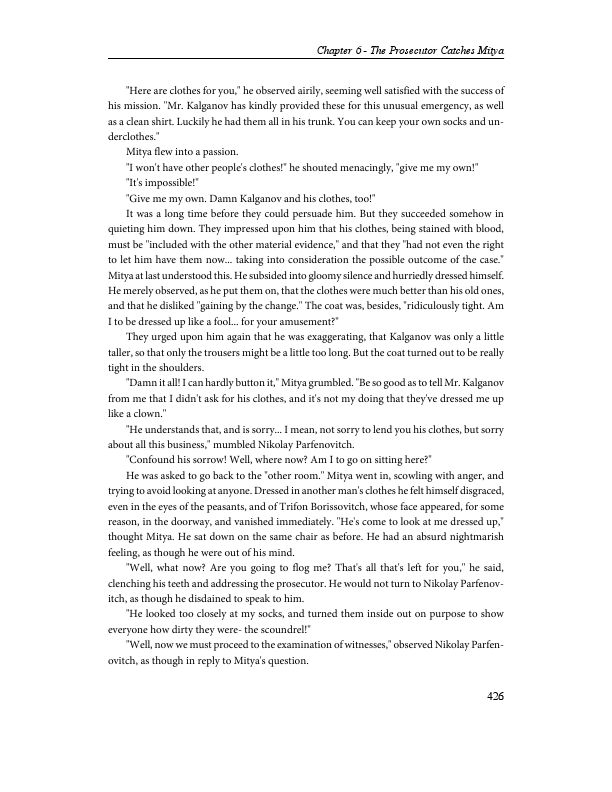 Chapter 6 - The Prosecutor Catches Mitya
"Here are clothes for you," he observed airily, seeming well satisfied with the success of
his mission. "Mr. Kalganov has kindly provided these for this unusual emergency, as well
as a clean shirt. Luckily he had them all in his trunk. You can keep your own socks and un-
derclothes."
Mitya flew into a passion.
"I won't have other people's clothes!" he shouted menacingly, "give me my own!"
"It's impossible!"
"Give me my own. Damn Kalganov and his clothes, too!"
It was a long time before they could persuade him. But they succeeded somehow in
quieting him down. They impressed upon him that his clothes, being stained with blood,
must be "included with the other material evidence," and that they "had not even the right
to let him have them now... taking into consideration the possible outcome of the case."
Mitya at last understood this. He subsided into gloomy silence and hurriedly dressed himself.
He merely observed, as he put them on, that the clothes were much better than his old ones,
and that he disliked "gaining by the change." The coat was, besides, "ridiculously tight. Am
I to be dressed up like a fool... for your amusement?"
They urged upon him again that he was exaggerating, that Kalganov was only a little
taller, so that only the trousers might be a little too long. But the coat turned out to be really
tight in the shoulders.
"Damn it all! I can hardly button it," Mitya grumbled. "Be so good as to tell Mr. Kalganov
from me that I didn't ask for his clothes, and it's not my doing that they've dressed me up
like a clown."
"He understands that, and is sorry... I mean, not sorry to lend you his clothes, but sorry
about all this business," mumbled Nikolay Parfenovitch.
"Confound his sorrow! Well, where now? Am I to go on sitting here?"
He was asked to go back to the "other room." Mitya went in, scowling with anger, and
trying to avoid looking at anyone. Dressed in another man's clothes he felt himself disgraced,
even in the eyes of the peasants, and of Trifon Borissovitch, whose face appeared, for some
reason, in the doorway, and vanished immediately. "He's come to look at me dressed up,"
thought Mitya. He sat down on the same chair as before. He had an absurd nightmarish
feeling, as though he were out of his mind.
"Well, what now? Are you going to flog me? That's all that's left for you," he said,
clenching his teeth and addressing the prosecutor. He would not turn to Nikolay Parfenov-
itch, as though he disdained to speak to him.
"He looked too closely at my socks, and turned them inside out on purpose to show
everyone how dirty they were- the scoundrel!"
"Well, now we must proceed to the examination of witnesses," observed Nikolay Parfen-
ovitch, as though in reply to Mitya's question.
426